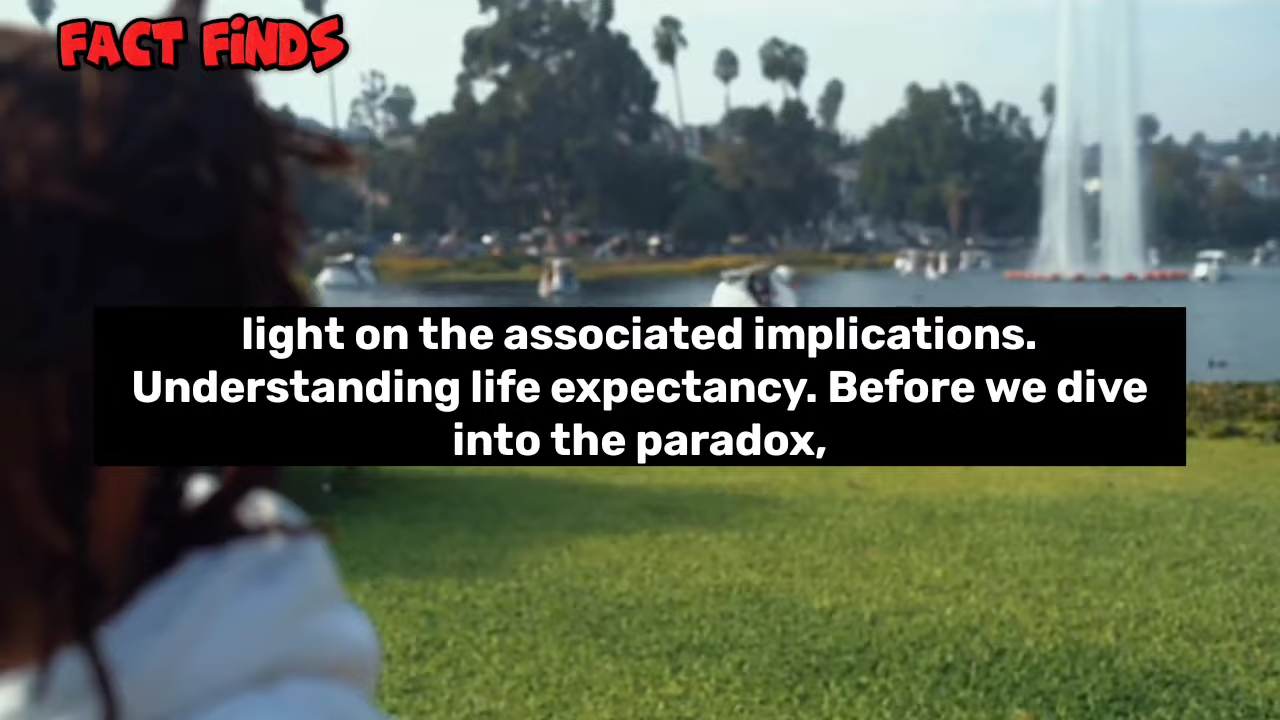 FACT FiNDS
light on the associated implications.
Understanding life expectancy. Before we dive
into the paradox,